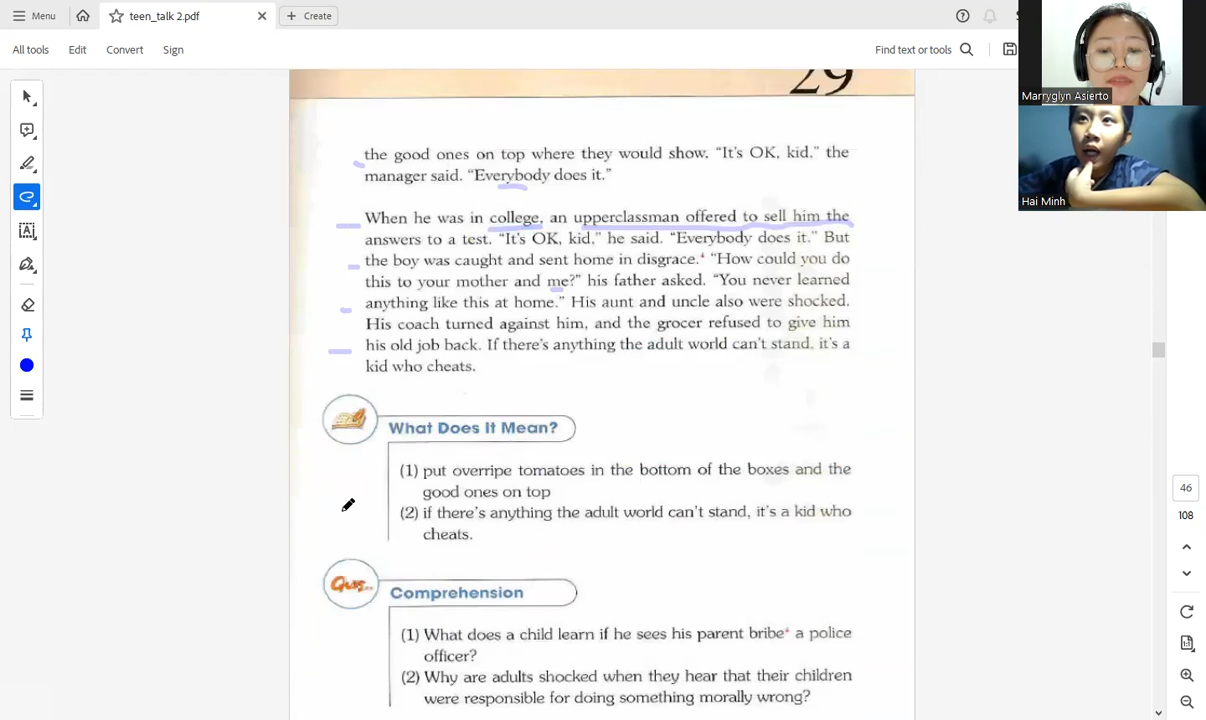 Menu
teen_talk 2.pdf
Create
All tools
Edit
Convert
Sign
Find text or tools
Marryglyn Asierto
Hai Minh
29
the good ones on top where they would show. “It's OK, kid,” the
manager said. “Everybody does it.”
When he was in college, an upperclassman offered to sell him the
answers to a test. “It's OK, kid,” he said. “Everybody does it.” But
the boy was caught and sent home in disgrace.* “How could you do
this to your mother and me?” his father asked. “You never learned
anything like this at home.” His aunt and uncle also were shocked.
His coach turned against him, and the grocer refused to give him
his old job back. If there's anything the adult world can't stand, it's a
kid who cheats.
What Does It Mean?
(1) put overripe tomatoes in the bottom of the boxes and the
good ones on top
(2) if there's anything the adult world can't stand, it's a kid who
cheats.
Ques...
Comprehension
(1) What does a child learn if he sees his parent bribe* a police
officer?
(2) Why are adults shocked when they hear that their children
were responsible for doing something morally wrong?
46
108